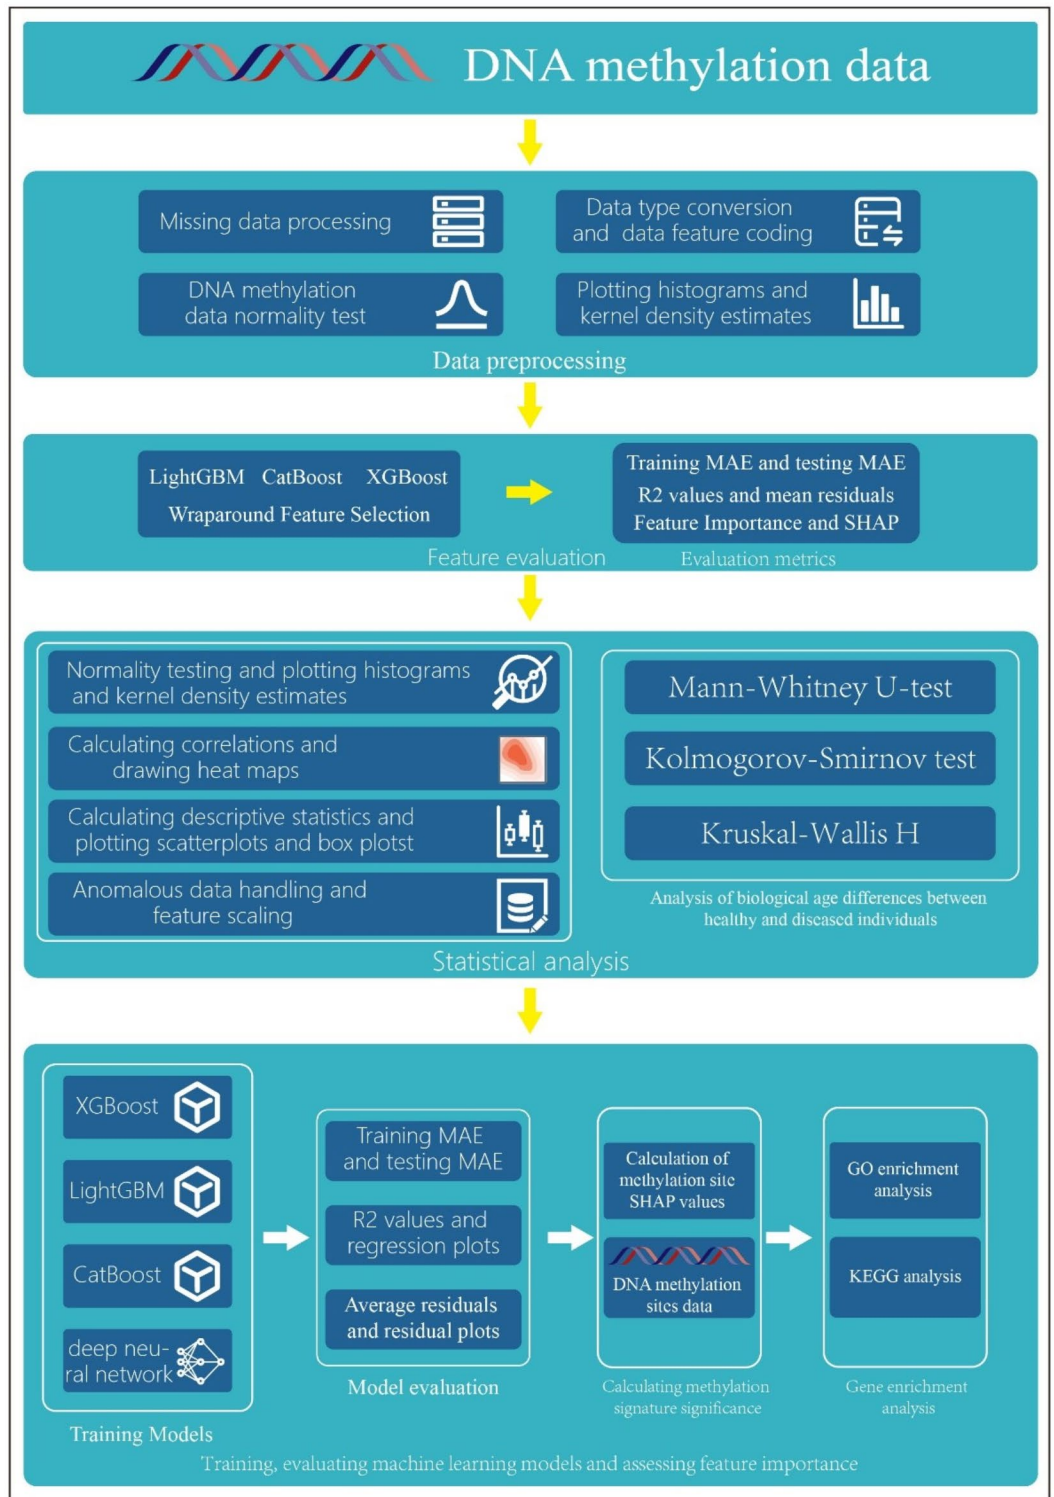 DNA methylation data
Missing data processing
Data type conversion
and data feature coding
DNA methylation
data normality test
Plotting histograms and
kernel density estimates
Data preprocessing
LightGBM CatBoost XGBoost
Wraparound Feature Selection
Training MAE and testing MAE
R2 values and mean residuals
Feature Importance and SHAP
Feature evaluation
Evaluation metrics
Normality testing and plotting histograms
and kernel density estimates
Calculating correlations and
drawing heat maps
Calculating descriptive statistics and
plotting scatterplots and box plotst
Anomalous data handling and
feature scaling
Mann-Whitney U-test
Kolmogorov-Smirnov test
Kruskal-Wallis H
Analysis of biological age differences between
healthy and diseased individuals
Statistical analysis
XGBoost
LightGBM
CatBoost
deep neu-
ral network
Training Models
Training MAE
and testing MAE
R2 values and
regression plots
Average residuals
and residual plots
Model evaluation
Calculation of
methylation site
SHAP values
DNA methylation
sites data
Calculating methylation
signature significance
GO enrichment
analysis
KEGG analysis
Gene enrichment
analysis
Training, evaluating machine learning models and assessing feature importance